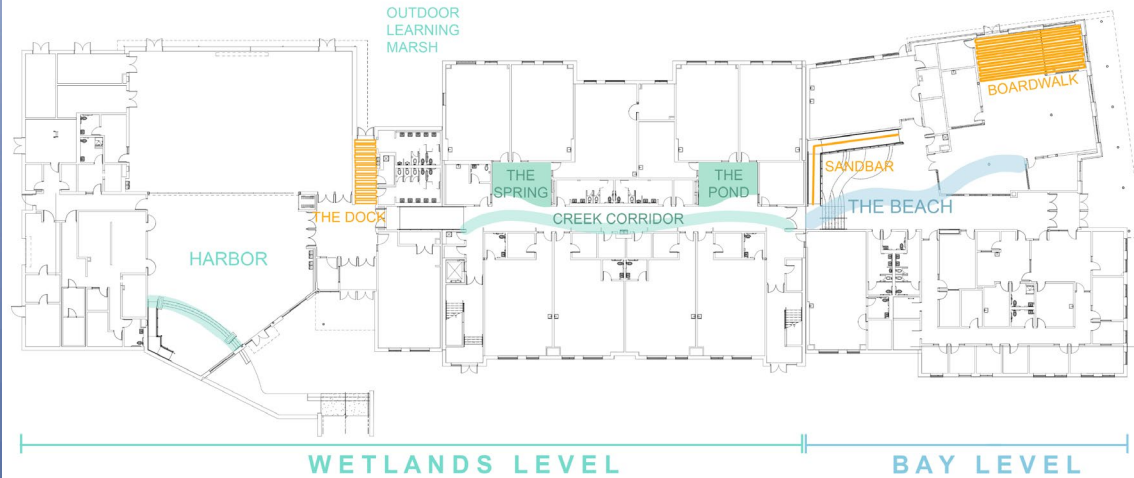 OUTDOOR
LEARNING
MARSH
BOARDWALK
SANDBAR
THE
SPRING
THE
POND
THE DOCK
CREEK CORRIDOR
THE BEACH
HARBOR
WETLANDS LEVEL
BAY LEVEL